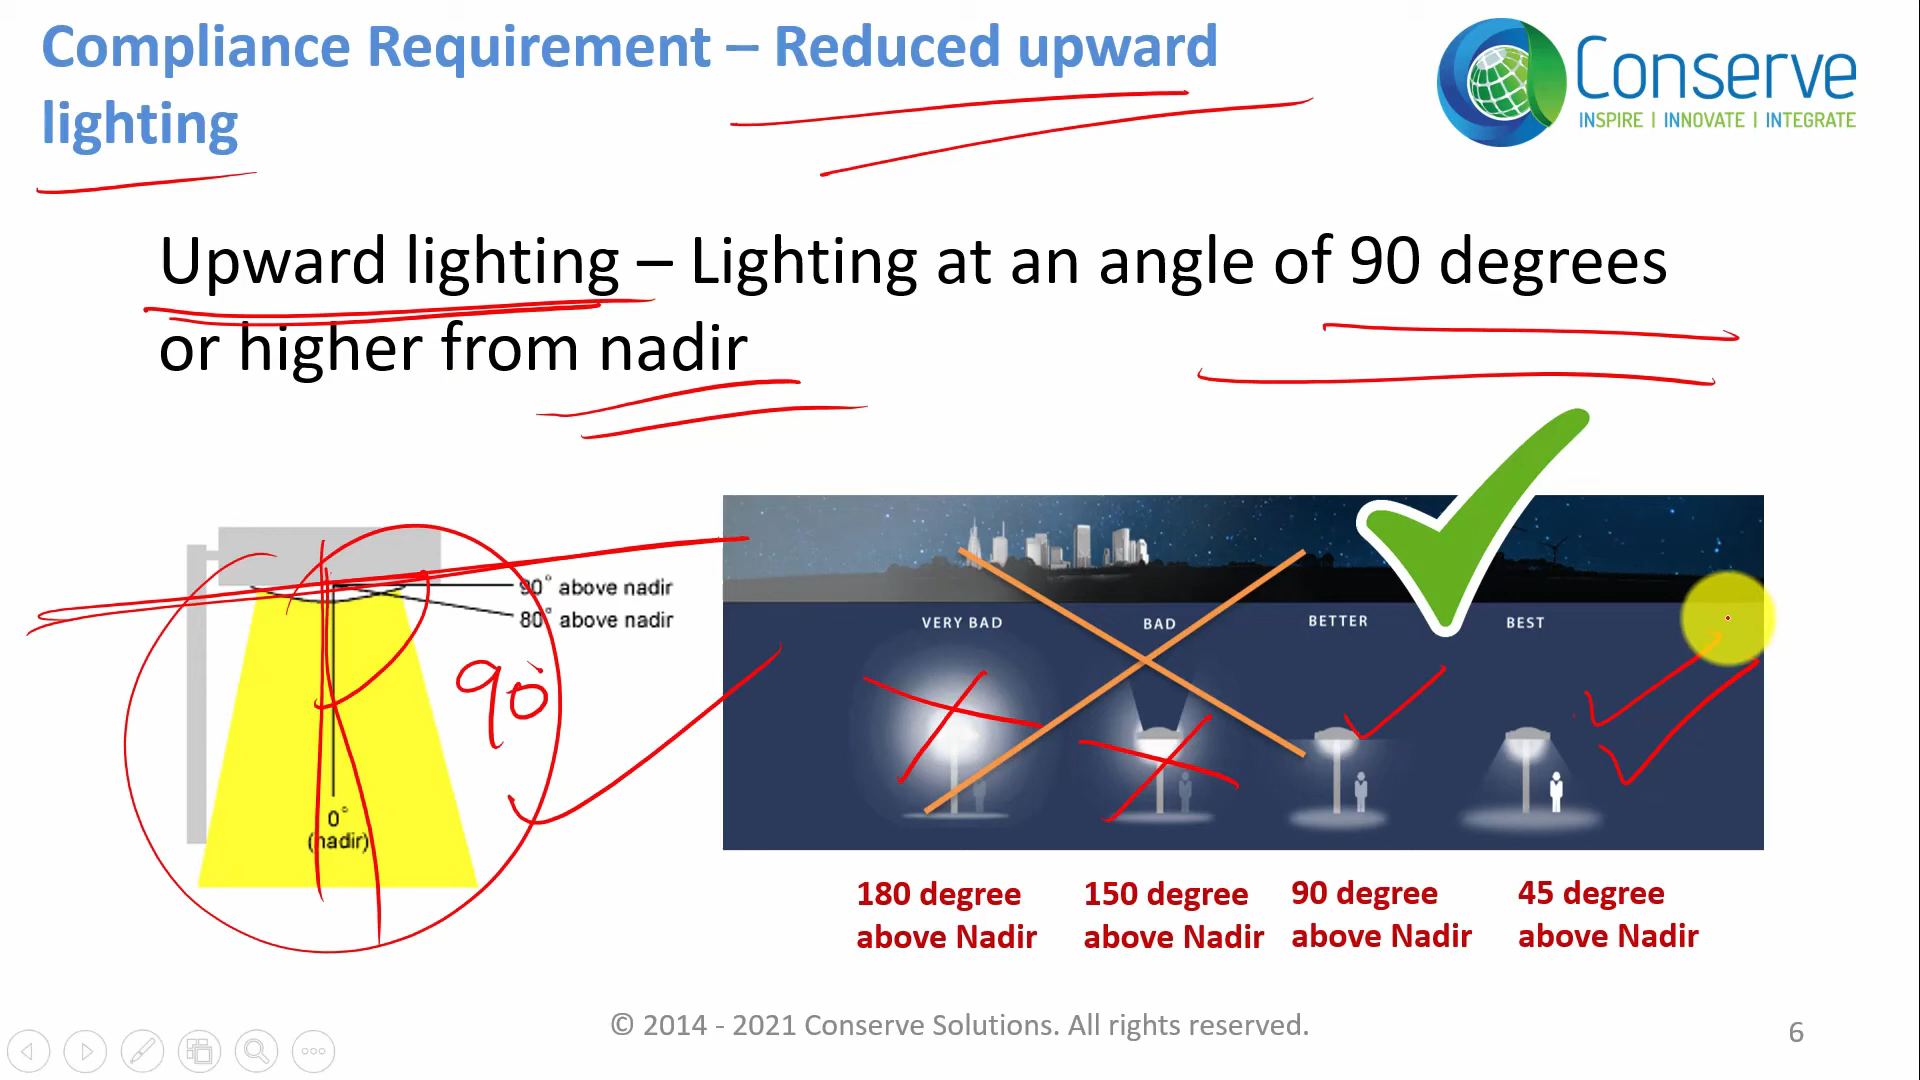 Compliance Requirement – Reduced upward
lighting
Conserve
INSPIRE | INNOVATE | INTEGRATE
Upward lighting – Lighting at an angle of 90 degrees
or higher from nadir
90° above nadir
80° above nadir
90°
0°
(nadir)
VERY BAD
BAD
BETTER
BEST
180 degree
above Nadir
150 degree
above Nadir
90 degree
above Nadir
45 degree
above Nadir
© 2014 - 2021 Conserve Solutions. All rights reserved.
6